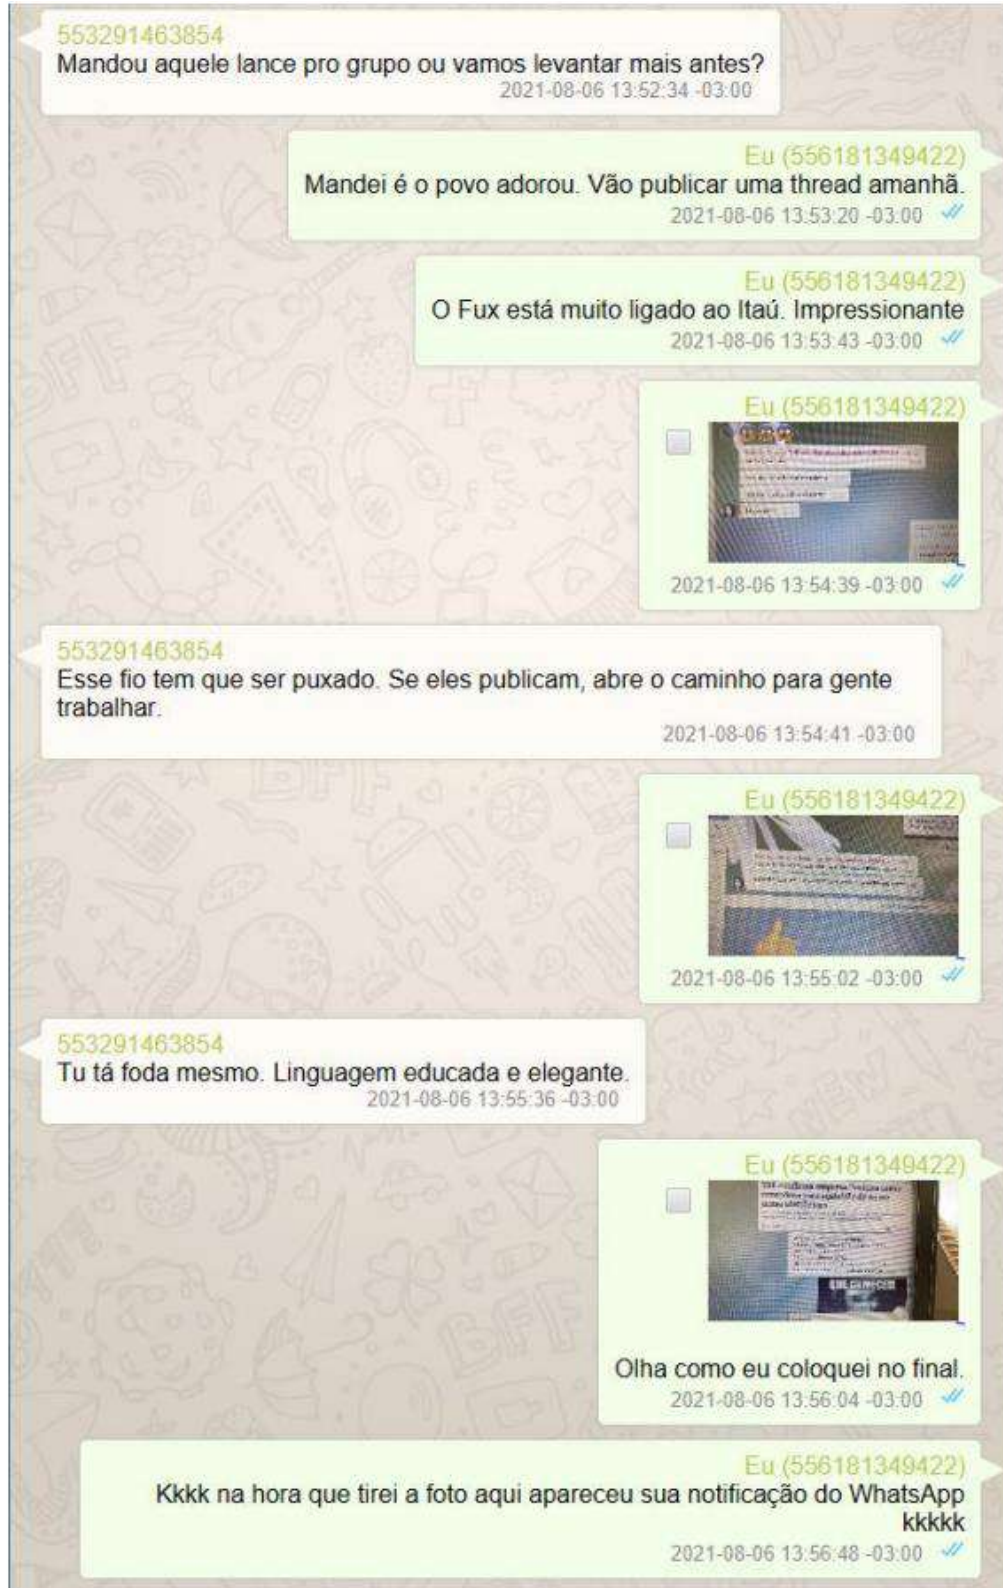 553291463854
Mandou aquele lance pro grupo ou vamos levantar mais antes?
2021-08-06 13:52:34 -03:00
Eu (556181349422)
Mandei é o povo adorou. Vão publicar uma thread amanhã.
2021-08-06 13:53:20 -03:00
Eu (556181349422)
O Fux está muito ligado ao Itaú. Impressionante
2021-08-06 13:53:43 -03:00
Eu (556181349422)
2021-08-06 13:54:39 -03:00
553291463854
Esse fio tem que ser puxado. Se eles publicam, abre o caminho para gente
trabalhar.
2021-08-06 13:54:41 -03:00
Eu (556181349422)
2021-08-06 13:55:02 -03:00
553291463854
Tu tá foda mesmo. Linguagem educada e elegante.
2021-08-06 13:55:36 -03:00
Eu (556181349422)
Olha como eu coloquei no final.
2021-08-06 13:56:04 -03:00
Eu (556181349422)
Kkkk na hora que tirei a foto aqui apareceu sua notificação do WhatsApp
kkkkk
2021-08-06 13:56:48 -03:00